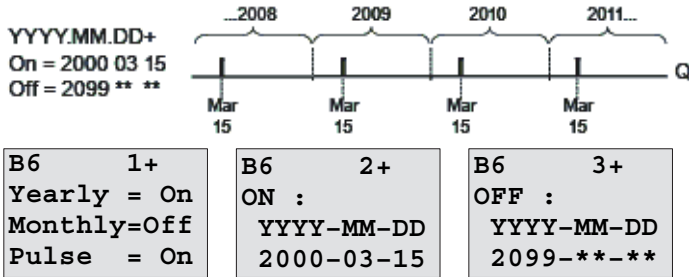 ...2008 2009 2010 2011...
YYYY.MM.DD+
On = 2000 03 15
Off = 2099 ** **
Q
Mar Mar Mar Mar
15 15 15 15
B6 1+
Yearly = On
Monthly=Off
Pulse = On
B6 2+
ON :
YYYY-MM-DD
2000-03-15
B6 3+
OFF :
YYYY-MM-DD
2099-**-**